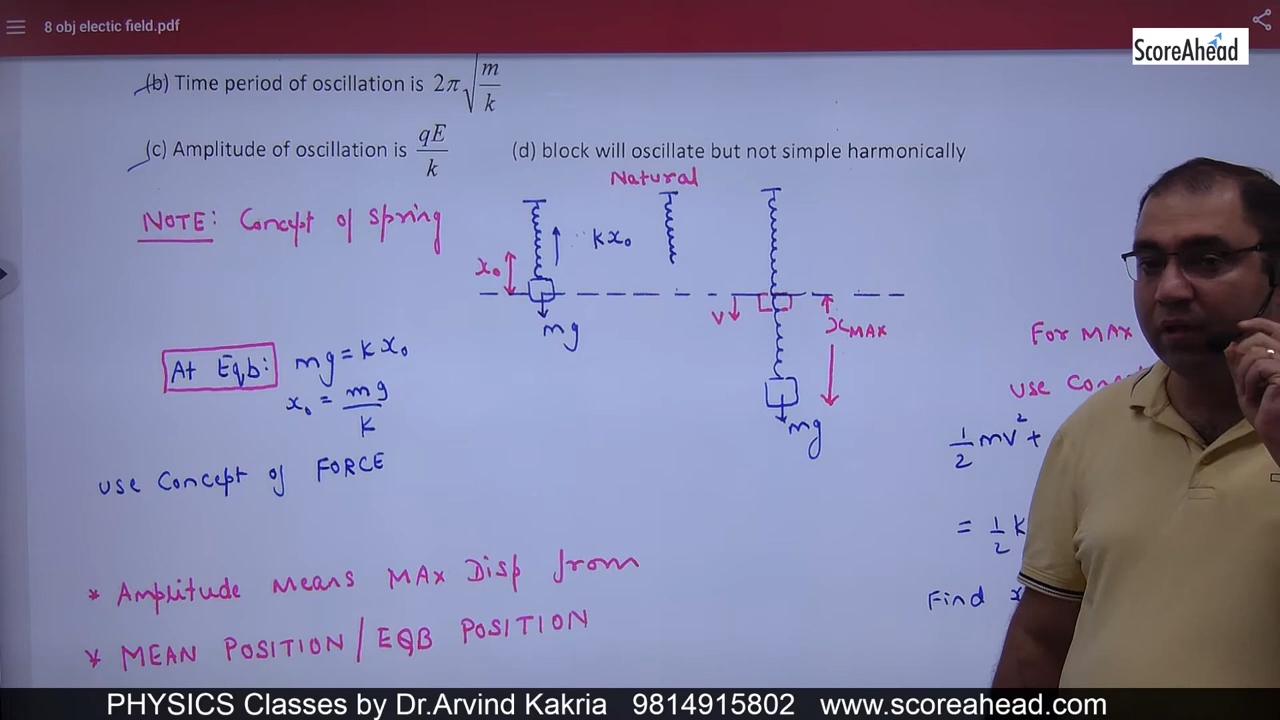 8 obj electic field.pdf
ScoreAhead
(b) Time period of oscillation is 2π√(m/k)
(c) Amplitude of oscillation is qE/k
(d) block will oscillate but not simple harmonically
Natural
NOTE: Concept of spring
kx₀
x₀
mg
V
xMAX
mg
At Eqb: mg = kx₀
x₀ = mg/k
use Concept of FORCE
For MAX
use
1/2 mv² +
= 1/2 k
Find x
* Amplitude Means MAX Disp from
* MEAN POSITION / EQB POSITION
PHYSICS Classes by Dr.Arvind Kakria 9814915802 www.scoreahead.com